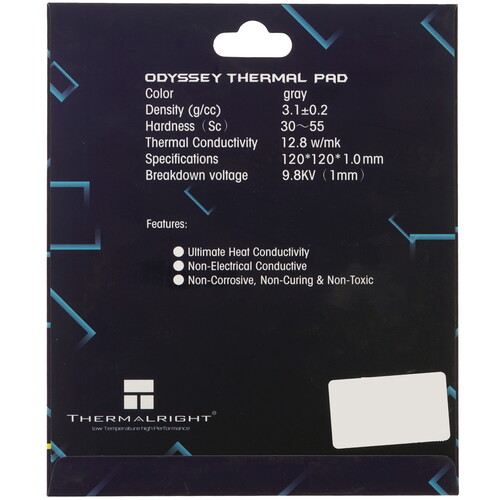 ODYSSEY THERMAL PAD
Color gray
Density (g/cc) 3.1±0.2
Hardness（Sc） 30～55
Thermal Conductivity 12.8 w/mk
Specifications 120*120*1.0mm
Breakdown voltage 9.8KV（1mm）
Features:
Ultimate Heat Conductivity
Non-Electrical Conductive
Non-Corrosive, Non-Curing & Non-Toxic
THERMALRIGHT®
low Temperature high Performance